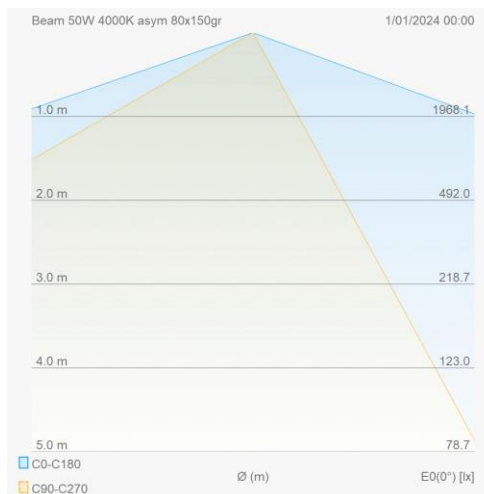 Beam 50W 4000K asym 80x150gr 1/01/2024 00:00
1.0 m 1968.1
2.0 m 492.0
3.0 m 218.7
4.0 m 123.0
5.0 m 78.7
C0-C180
Ø (m) E0(0°) [lx]
C90-C270